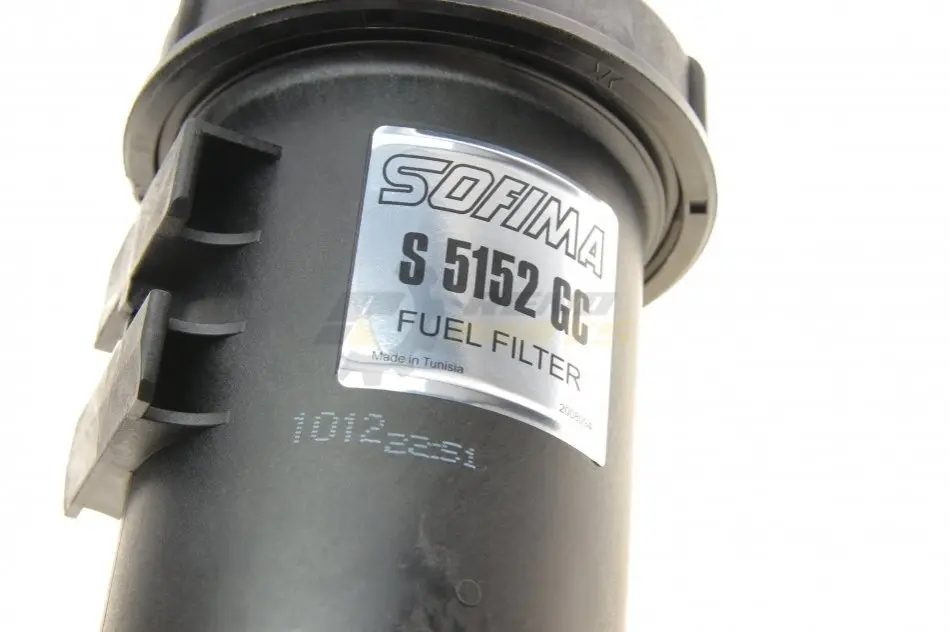 SOFIMA
S 5152 GC
FUEL FILTER
Made in Tunisia
1012